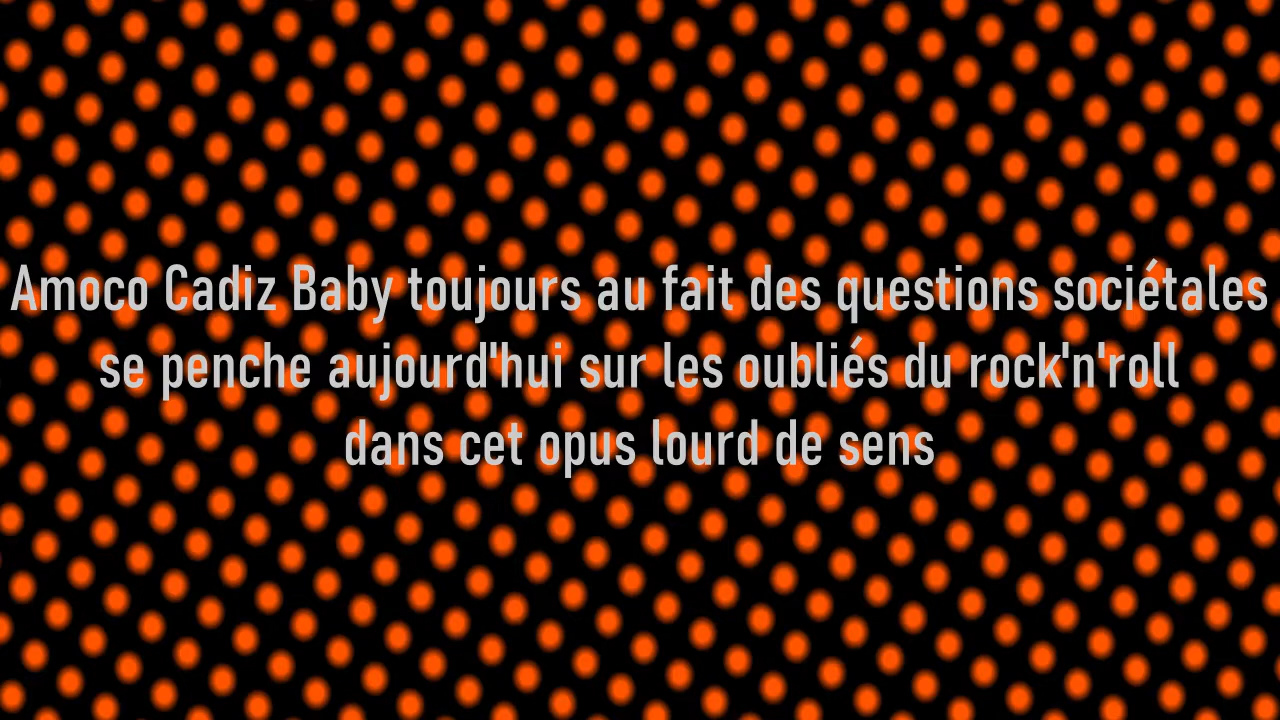 Amoco Cadiz Baby toujours au fait des questions sociétales
se penche aujourd'hui sur les oubliés du rock'n'roll
dans cet opus lourd de sens